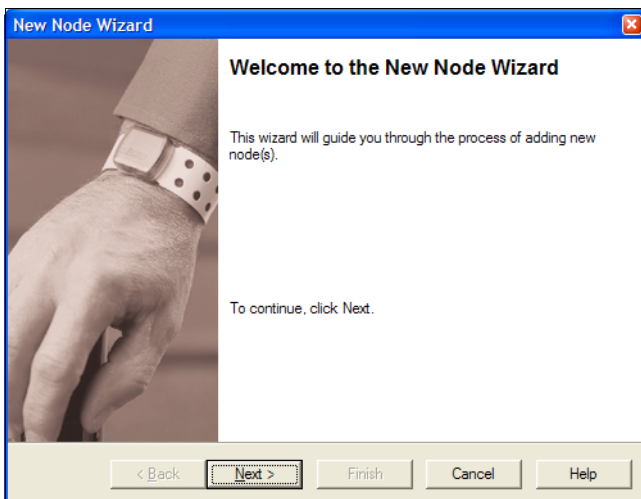 New Node Wizard
Welcome to the New Node Wizard
This wizard will guide you through the process of adding new
node(s).
To continue, click Next.
< Back Next > Finish Cancel Help